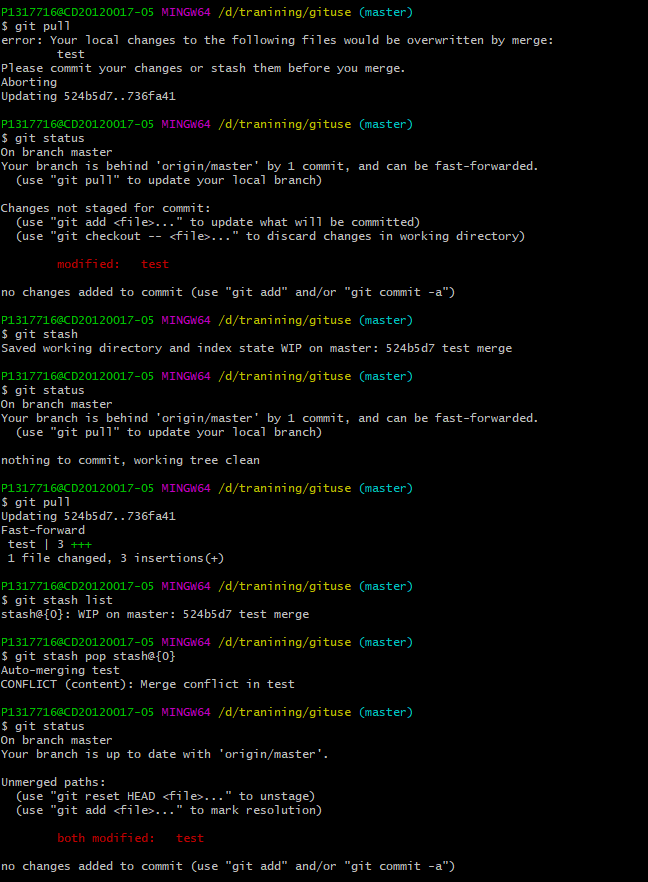 P1317716@CD20120017-05 MINGW64 /d/tranining/gituse (master)
$ git pull
error: Your local changes to the following files would be overwritten by merge:
        test
Please commit your changes or stash them before you merge.
Aborting
Updating 524b5d7..736fa41
P1317716@CD20120017-05 MINGW64 /d/tranining/gituse (master)
$ git status
On branch master
Your branch is behind 'origin/master' by 1 commit, and can be fast-forwarded.
  (use "git pull" to update your local branch)
Changes not staged for commit:
  (use "git add <file>..." to update what will be committed)
  (use "git checkout -- <file>..." to discard changes in working directory)
        modified:   test
no changes added to commit (use "git add" and/or "git commit -a")
P1317716@CD20120017-05 MINGW64 /d/tranining/gituse (master)
$ git stash
Saved working directory and index state WIP on master: 524b5d7 test merge
P1317716@CD20120017-05 MINGW64 /d/tranining/gituse (master)
$ git status
On branch master
Your branch is behind 'origin/master' by 1 commit, and can be fast-forwarded.
  (use "git pull" to update your local branch)
nothing to commit, working tree clean
P1317716@CD20120017-05 MINGW64 /d/tranining/gituse (master)
$ git pull
Updating 524b5d7..736fa41
Fast-forward
 test | 3 +++
 1 file changed, 3 insertions(+)
P1317716@CD20120017-05 MINGW64 /d/tranining/gituse (master)
$ git stash list
stash@{0}: WIP on master: 524b5d7 test merge
P1317716@CD20120017-05 MINGW64 /d/tranining/gituse (master)
$ git stash pop stash@{0}
Auto-merging test
CONFLICT (content): Merge conflict in test
P1317716@CD20120017-05 MINGW64 /d/tranining/gituse (master)
$ git status
On branch master
Your branch is up to date with 'origin/master'.
Unmerged paths:
  (use "git reset HEAD <file>..." to unstage)
  (use "git add <file>..." to mark resolution)
        both modified:   test
no changes added to commit (use "git add" and/or "git commit -a")